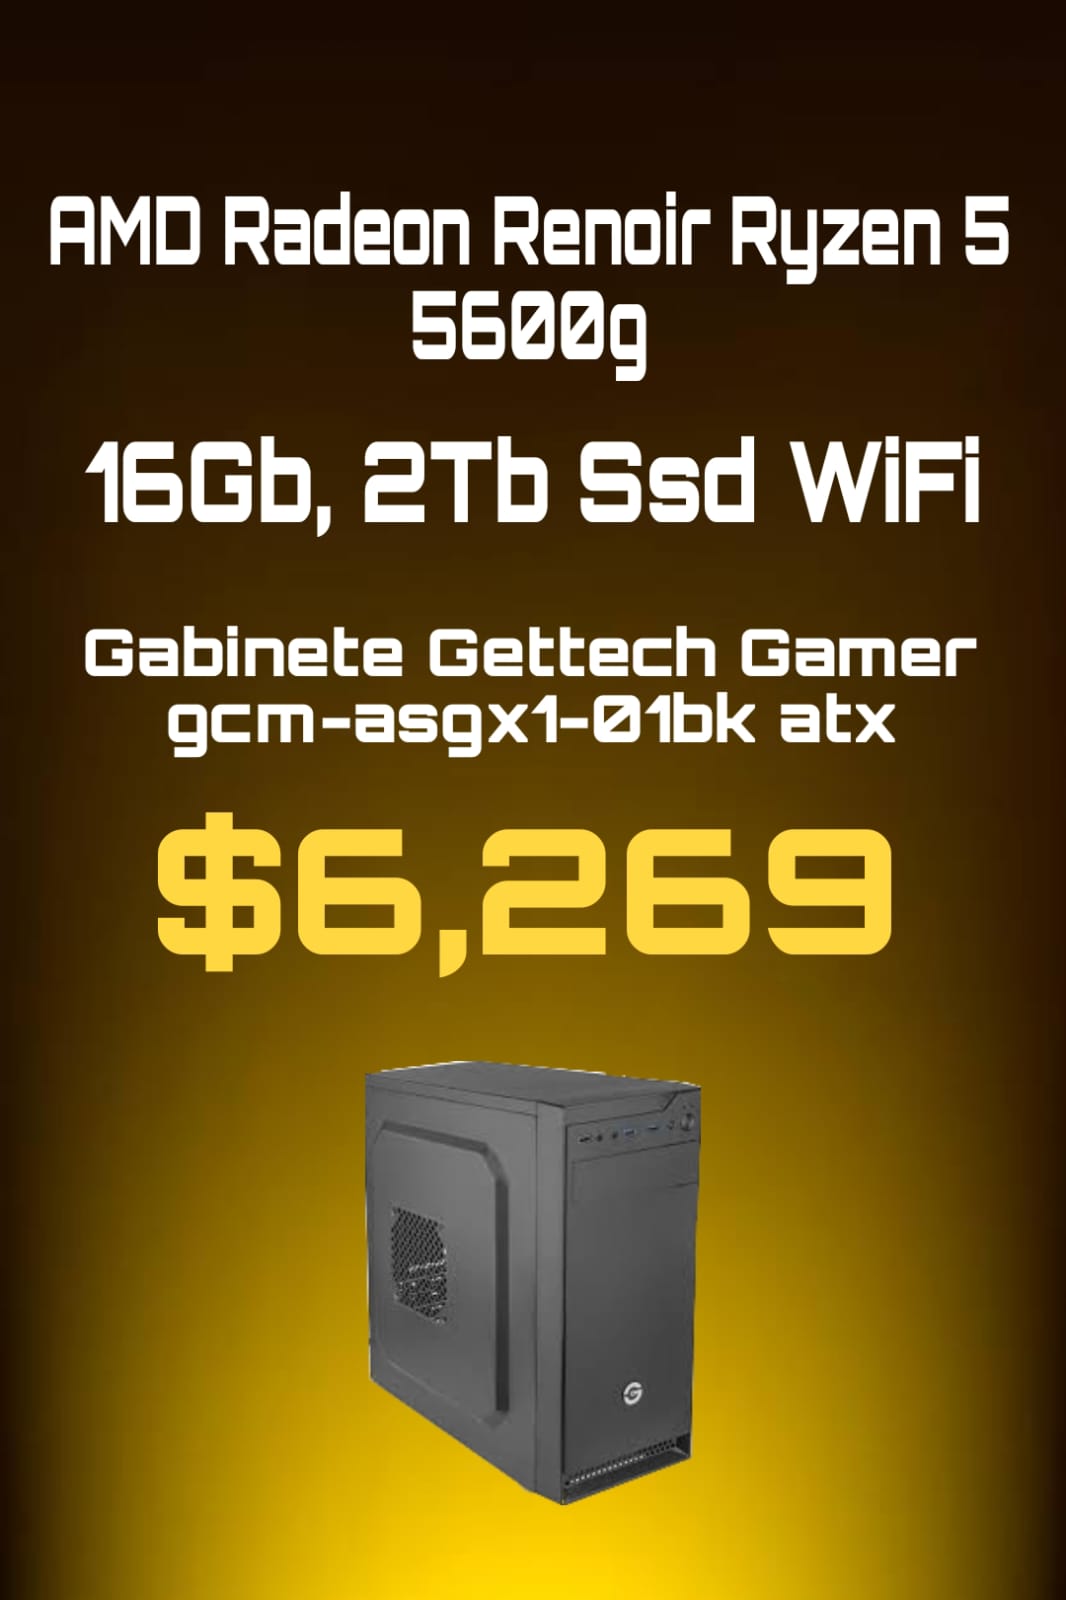 AMD Radeon Renoir Ryzen 5
5600g
16Gb, 2Tb Ssd WiFi
Gabinete Gettech Gamer
gcm-asgx1-01bk atx
$6,269
G